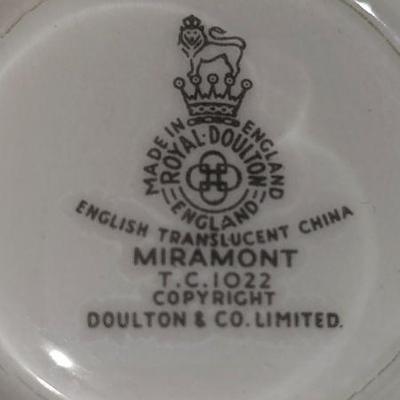 MADE IN ENGLAND
ROYAL·DOULTON
ENGLAND
ENGLISH TRANSLUCENT CHINA
MIRAMONT
T.C.1022
COPYRIGHT
DOULTON & CO. LIMITED.